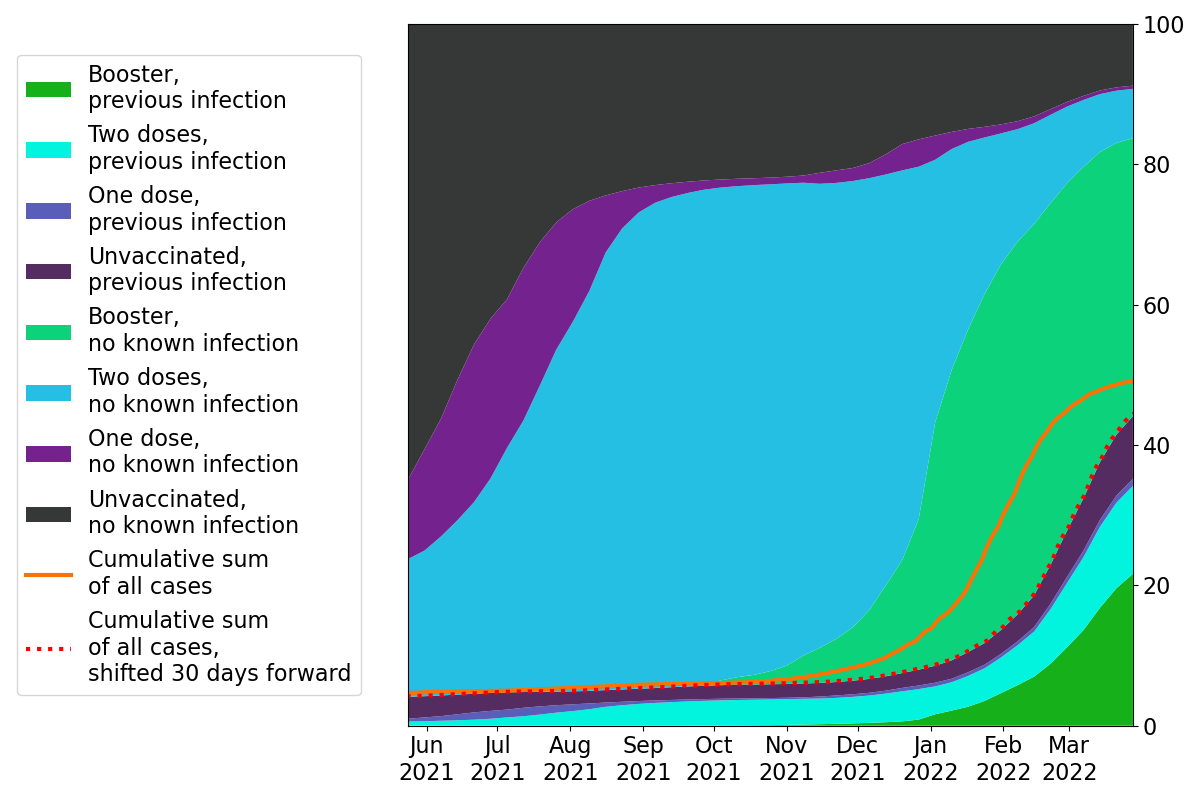 Booster,
previous infection
Two doses,
previous infection
One dose,
previous infection
Unvaccinated,
previous infection
Booster,
no known infection
Two doses,
no known infection
One dose,
no known infection
Unvaccinated,
no known infection
Cumulative sum
of all cases
Cumulative sum
of all cases,
shifted 30 days forward
100
80
60
40
20
0
Jun Jul Aug Sep Oct Nov Dec Jan Feb Mar
2021 2021 2021 2021 2021 2021 2021 2022 2022 2022